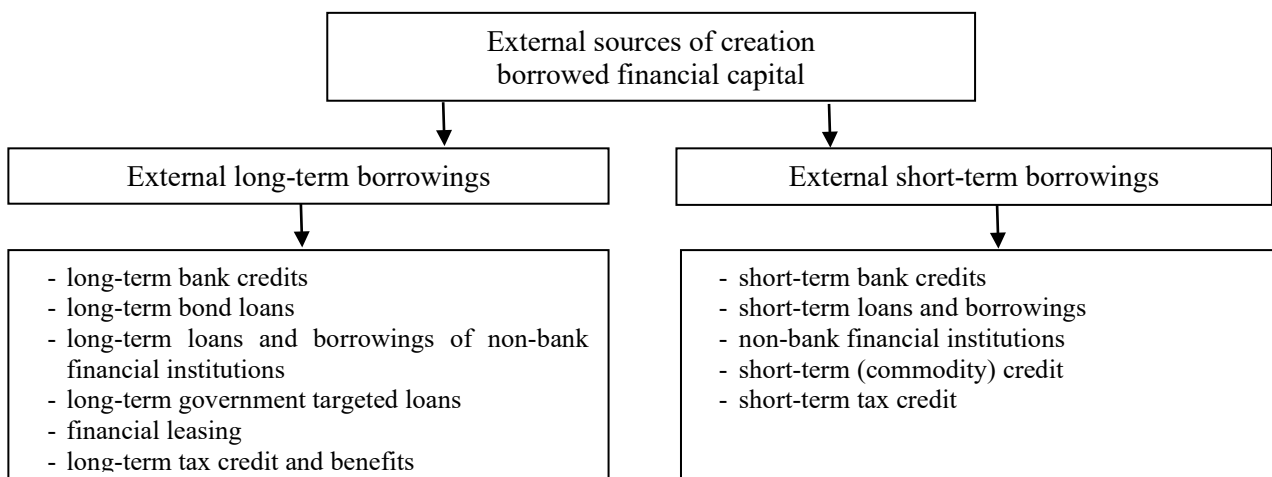 External sources of creation
borrowed financial capital
External long-term borrowings
External short-term borrowings
- long-term bank credits
- long-term bond loans
- long-term loans and borrowings of non-bank
financial institutions
- long-term government targeted loans
- financial leasing
- long-term tax credit and benefits
- short-term bank credits
- short-term loans and borrowings
- non-bank financial institutions
- short-term (commodity) credit
- short-term tax credit